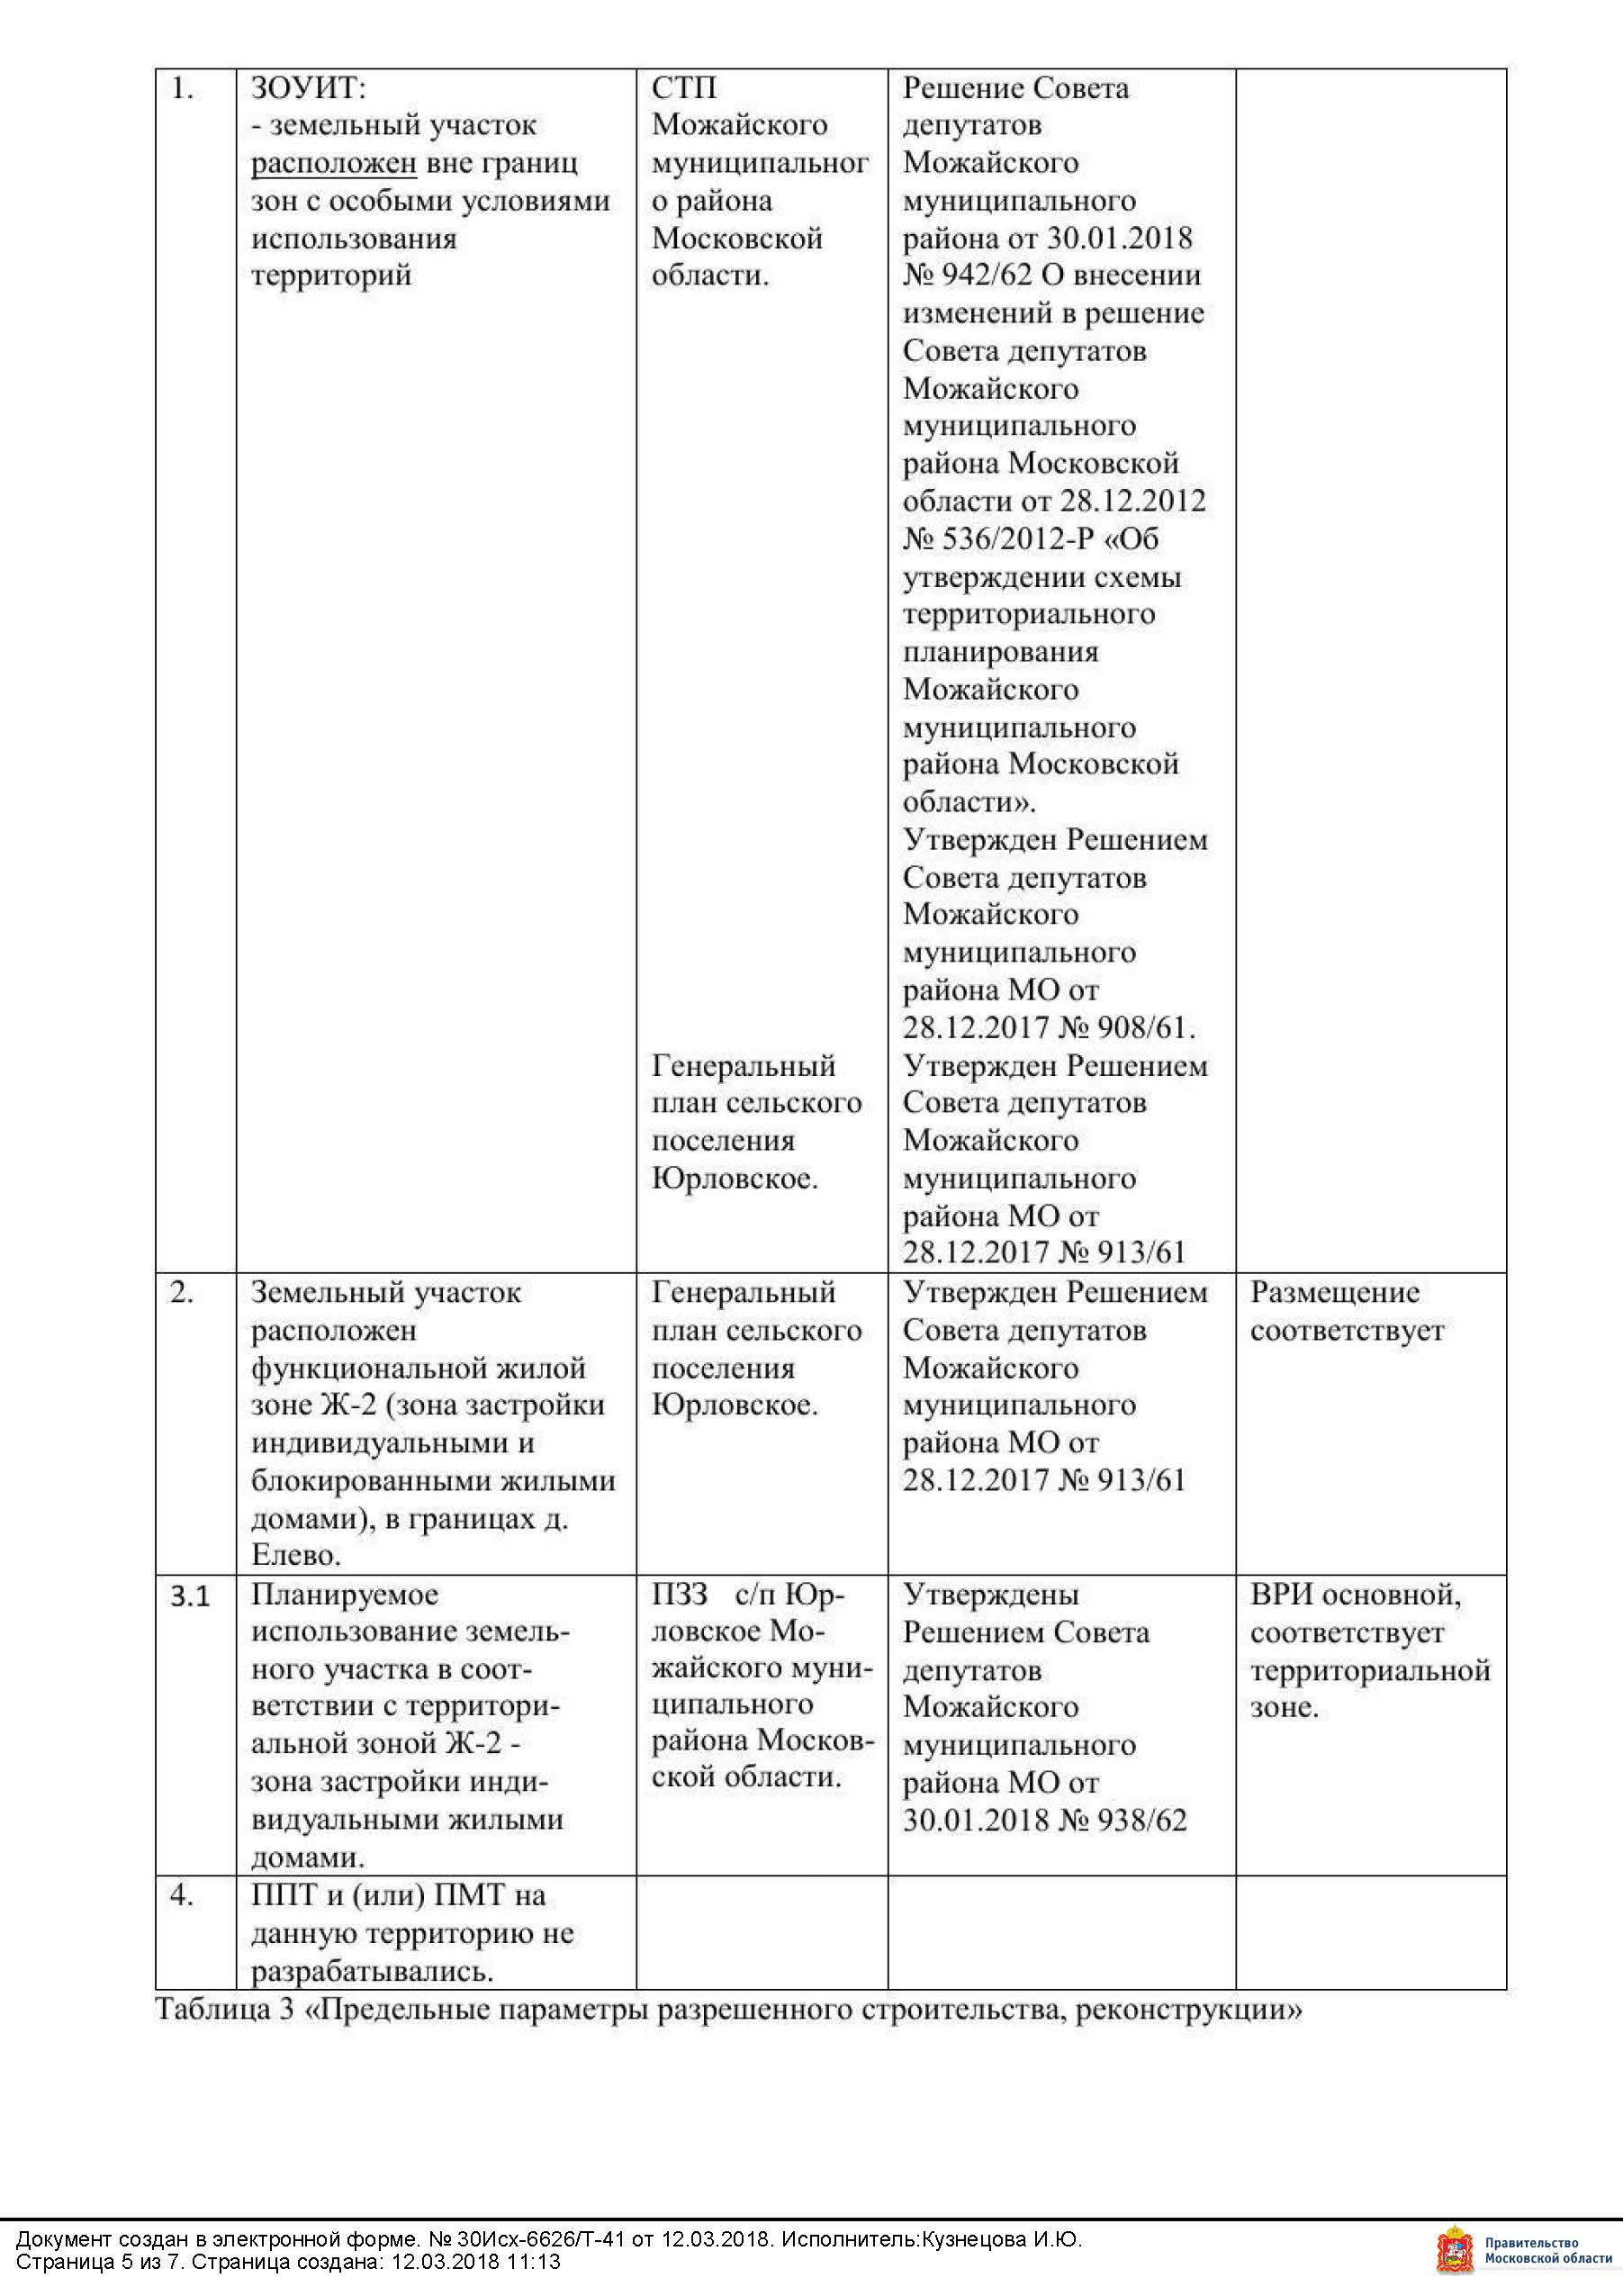 1.
ЗОУИТ:
- земельный участок
расположен вне границ
зон с особыми условиями
использования
территорий
СТП
Можайского
муниципальног
о района
Московской
области.
Генеральный
план сельского
поселения
Юрловское.
Решение Совета
депутатов
Можайского
муниципального
района от 30.01.2018
№ 942/62 О внесении
изменений в решение
Совета депутатов
Можайского
муниципального
района Московской
области от 28.12.2012
№ 536/2012-Р «Об
утверждении схемы
территориального
планирования
Можайского
муниципального
района Московской
области».
Утвержден Решением
Совета депутатов
Можайского
муниципального
района МО от
28.12.2017 № 908/61.
Утвержден Решением
Совета депутатов
Можайского
муниципального
района МО от
28.12.2017 № 913/61
2.
Земельный участок
расположен
функциональной жилой
зоне Ж-2 (зона застройки
индивидуальными и
блокированными жилыми
домами), в границах д.
Елево.
Генеральный
план сельского
поселения
Юрловское.
Утвержден Решением
Совета депутатов
Можайского
муниципального
района МО от
28.12.2017 № 913/61
Размещение
соответствует
3.1
Планируемое
использование земель-
ного участка в соот-
ветствии с территори-
альной зоной Ж-2 -
зона застройки инди-
видуальными жилыми
домами.
ПЗЗ с/п Юр-
ловское Мо-
жайского муни-
ципального
района Москов-
ской области.
Утверждены
Решением Совета
депутатов
Можайского
муниципального
района МО от
30.01.2018 № 938/62
ВРИ основной,
соответствует
территориальной
зоне.
4.
ППТ и (или) ПМТ на
данную территорию не
разрабатывались.
Таблица 3 «Предельные параметры разрешенного строительства, реконструкции»
Документ создан в электронной форме. № 30Исх-6626/Т-41 от 12.03.2018. Исполнитель:Кузнецова И.Ю.
Страница 5 из 7. Страница создана: 12.03.2018 11:13
Правительство
Московской области